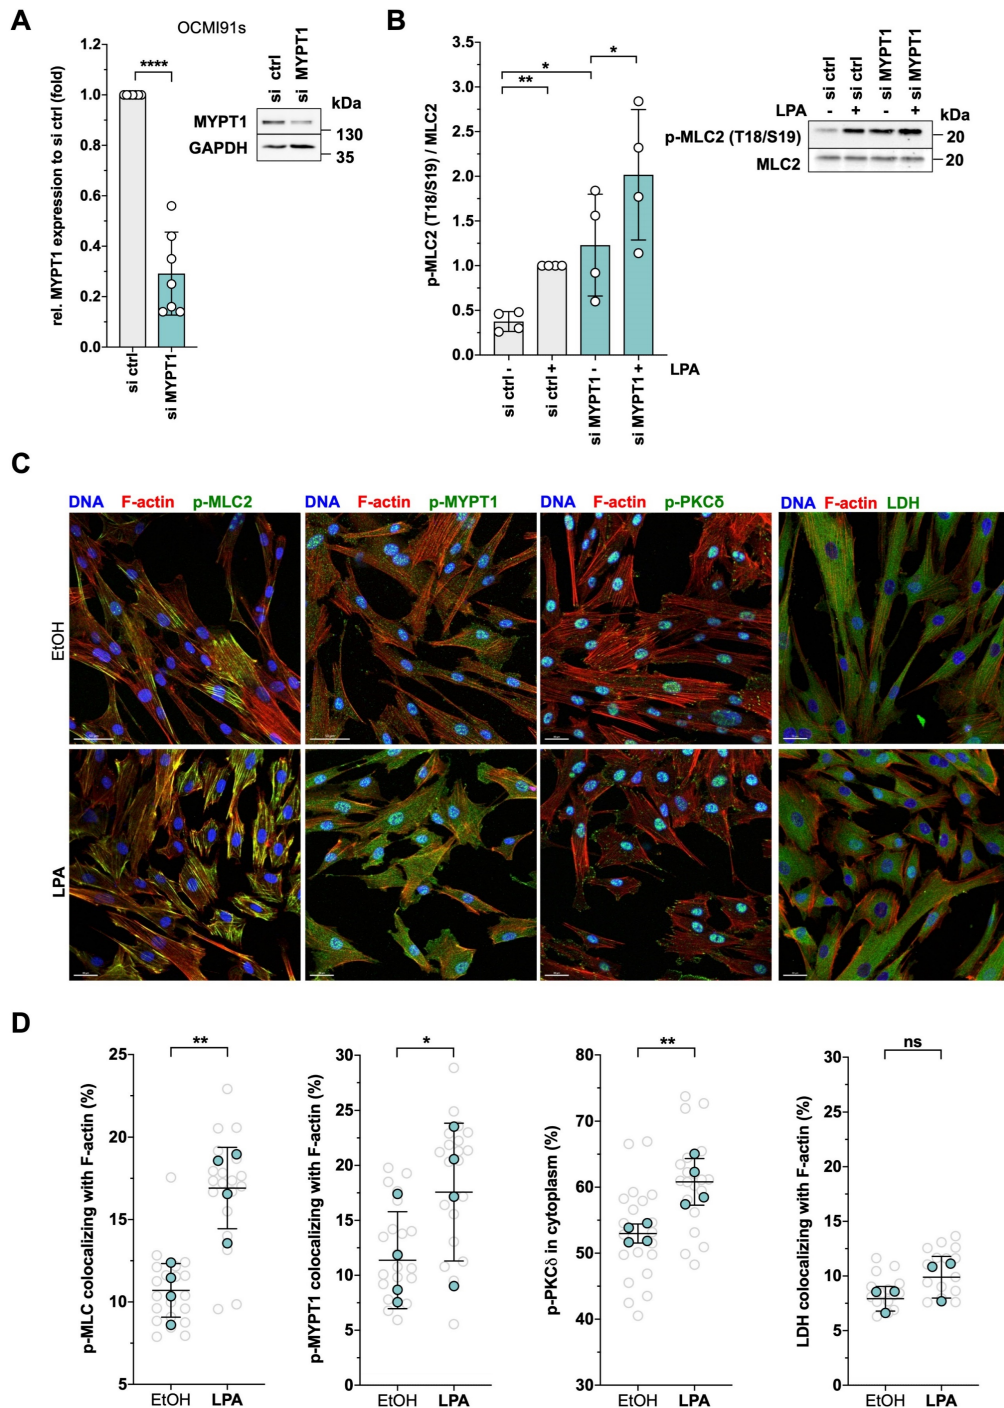 A
OCMI91s
rel. MYPT1 expression to si ctrl (fold)
1.2
1.0
0.8
0.6
0.4
0.2
0.0
****
si ctrl
si MYPT1
si ctrl
si MYPT1
kDa
MYPT1
130
GAPDH
35
B
p-MLC2 (T18/S19) / MLC2
3.5
3.0
2.5
2.0
1.5
1.0
0.5
0.0
*
*
**
si ctrl -
si ctrl +
si MYPT1 -
si MYPT1 +
LPA
si ctrl
si ctrl
si MYPT1
si MYPT1
LPA - + - + kDa
p-MLC2 (T18/S19) 20
MLC2 20
C
DNA F-actin p-MLC2
DNA F-actin p-MYPT1
DNA F-actin p-PKCδ
DNA F-actin LDH
EtOH
LPA
D
p-MLC colocalizing with F-actin (%)
25
20
15
10
5
**
EtOH LPA
p-MYPT1 colocalizing with F-actin (%)
30
25
20
15
10
5
0
*
EtOH LPA
p-PKCδ in cytoplasm (%)
80
70
60
50
40
30
**
EtOH LPA
LDH colocalizing with F-actin (%)
30
25
20
15
10
5
0
ns
EtOH LPA